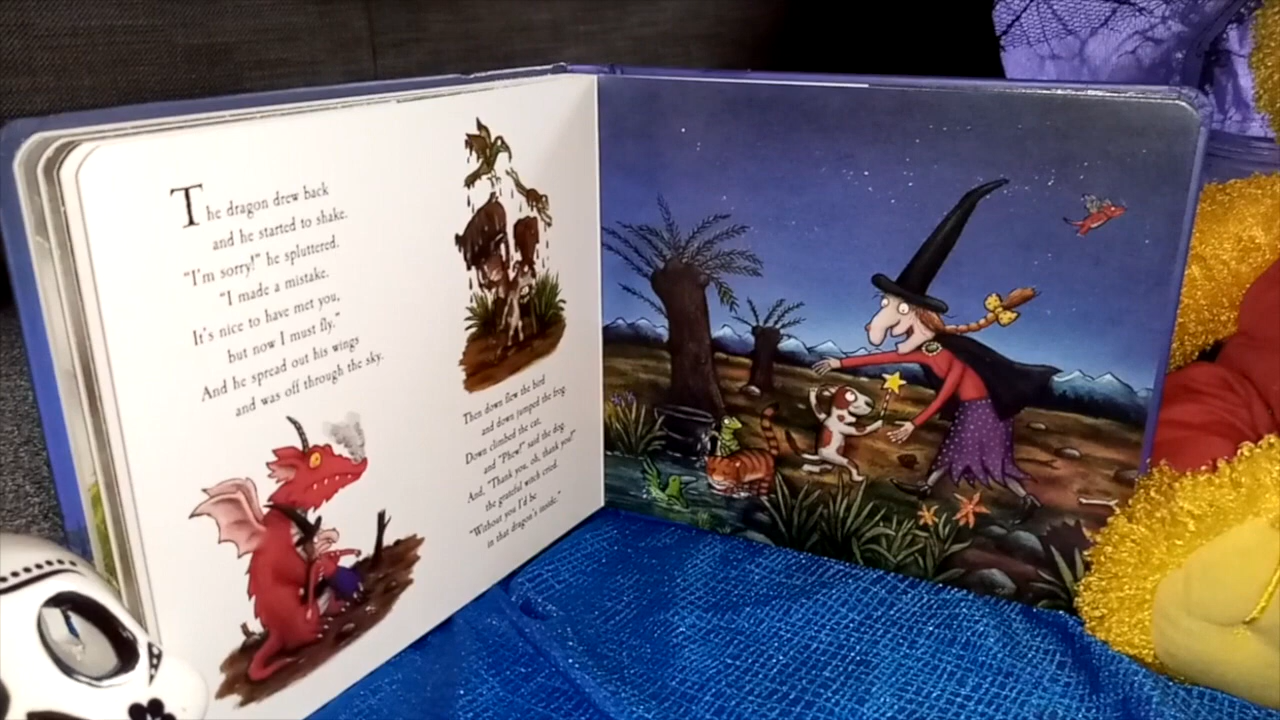 The dragon drew back
and he started to shake.
"I'm sorry!" he spluttered.
"I made a mistake.
It's nice to have met you,
but now I must fly."
And he spread out his wings
and was off through the sky.
Then down flew the bird
and down jumped the frog.
Down climbed the cat,
and "Phew!" said the dog.
And, "Thank you, oh, thank you!"
the grateful witch cried.
"Without you I'd be
in that dragon's inside."